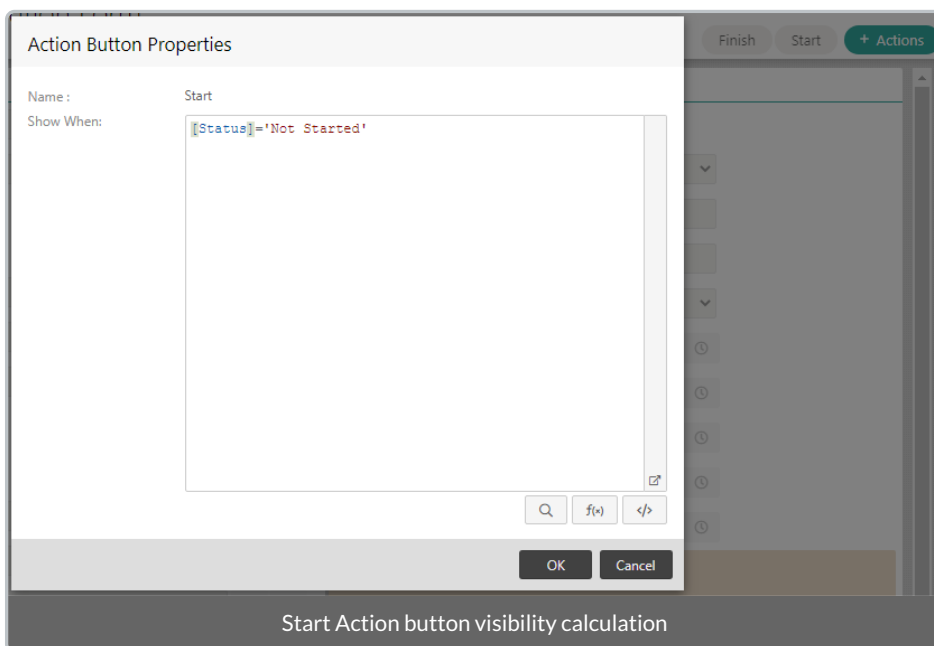 Action Button Properties
Finish
Start
+ Actions
Name :
Start
Show When:
[Status]='Not Started'
f(x)
</>
OK
Cancel
Start Action button visibility calculation